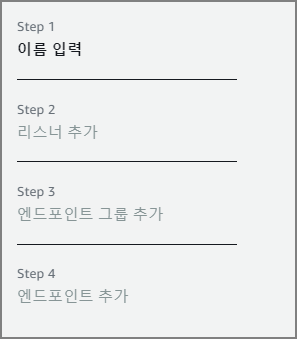 Step 1
이름 입력
Step 2
리스너 추가
Step 3
엔드포인트 그룹 추가
Step 4
엔드포인트 추가